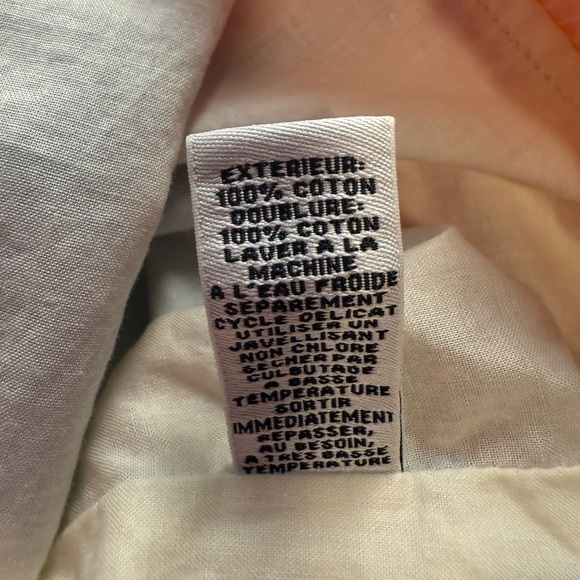 EXTERIEUR:
100% COTON
DOUBLURE:
100% COTON
LAVER A LA
MACHINE
A L'EAU FROIDE
SEPAREMENT
CYCLE DELICAT
UTILISER UN
JAVELLISANT
NON CHLORE
SECHER PAR
CULBUTAGE
A BASSE
TEMPERATURE
SORTIR
IMMEDIATEMENT
REPASSER,
AU BESOIN,
A TRES BASSE
TEMPERATURE